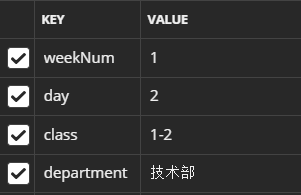 KEY VALUE
weekNum 1
day 2
class 1-2
department 技术部